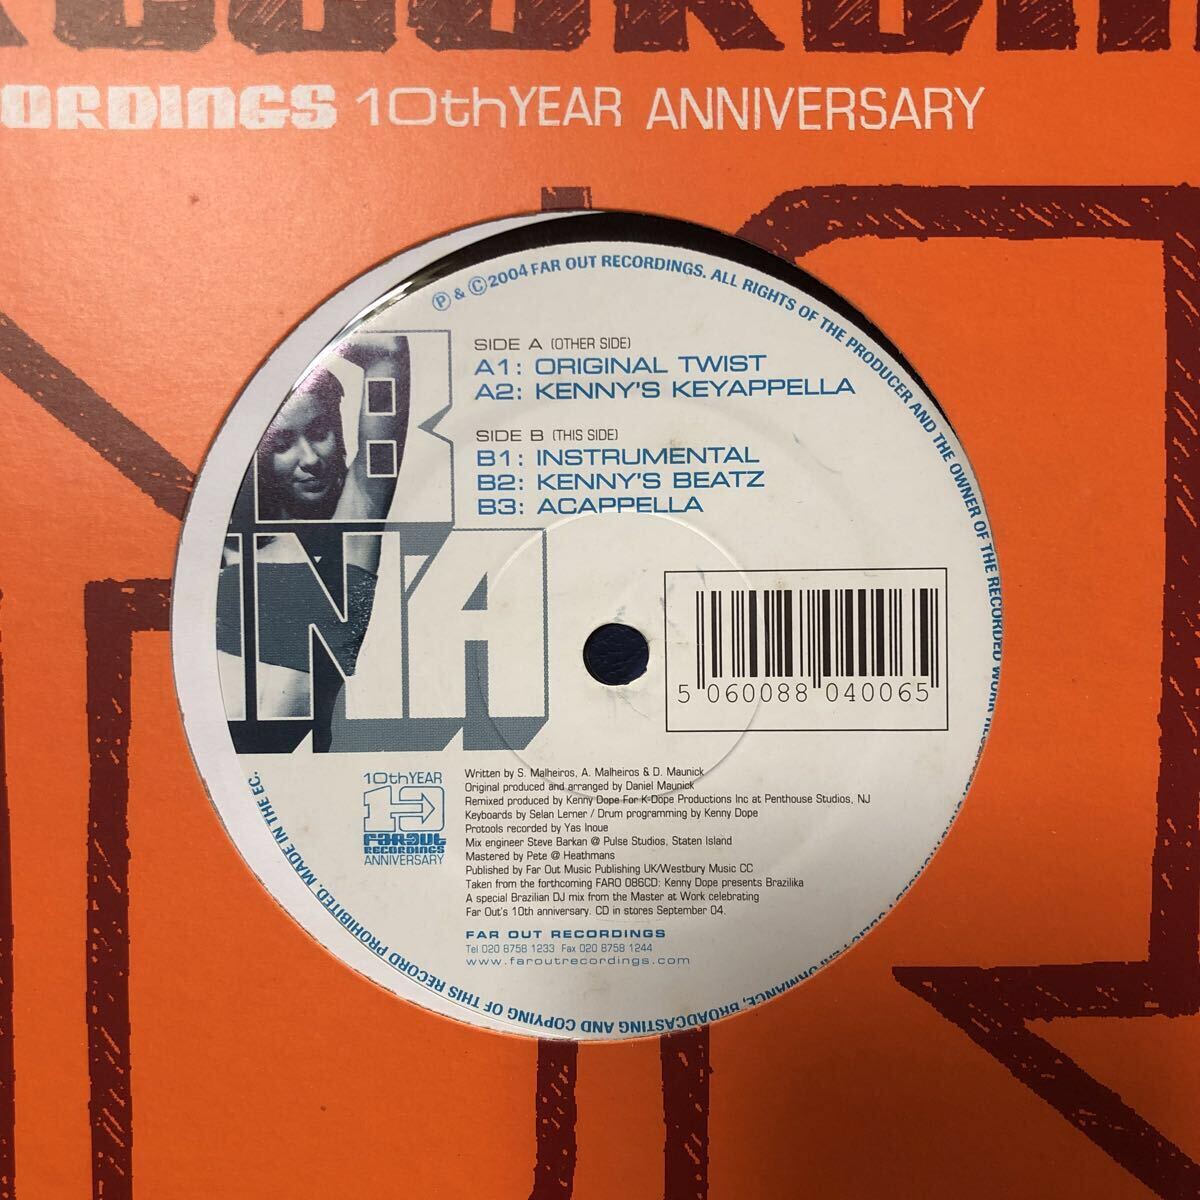 ORDINGS 10thYEAR ANNIVERSARY
℗ & © 2004 FAR OUT RECORDINGS. ALL RIGHTS OF THE PRODUCER AND THE OWNER OF THE RECORDED WORK
BROADCASTING AND COPYING OF THIS RECORD PROHIBITED. MADE IN THE EC.
SIDE A (OTHER SIDE)
A1: ORIGINAL TWIST
A2: KENNY'S KEYAPPELLA
SIDE B (THIS SIDE)
B1: INSTRUMENTAL
B2: KENNY'S BEATZ
B3: ACAPPELLA
B
INA
5 060088 040065
10thYEAR
FAROUT
RECORDINGS
ANNIVERSARY
Written by S. Malheiros, A. Malheiros & D. Maunick
Original produced and arranged by Daniel Maunick
Remixed produced by Kenny Dope For K-Dope Productions Inc at Penthouse Studios, NJ
Keyboards by Selan Lerner / Drum programming by Kenny Dope
Protools recorded by Yas Inoue
Mix engineer Steve Barkan @ Pulse Studios, Staten Island
Mastered by Pete @ Heathmans
Published by Far Out Music Publishing UK/Westbury Music CC
Taken from the forthcoming FARO 086CD: Kenny Dope presents Brazilika
A special Brazilian DJ mix from the Master at Work celebrating
Far Out's 10th anniversary. CD in stores September 04.
FAR OUT RECORDINGS
Tel 020 8758 1233 Fax 020 8758 1244
www.faroutrecordings.com